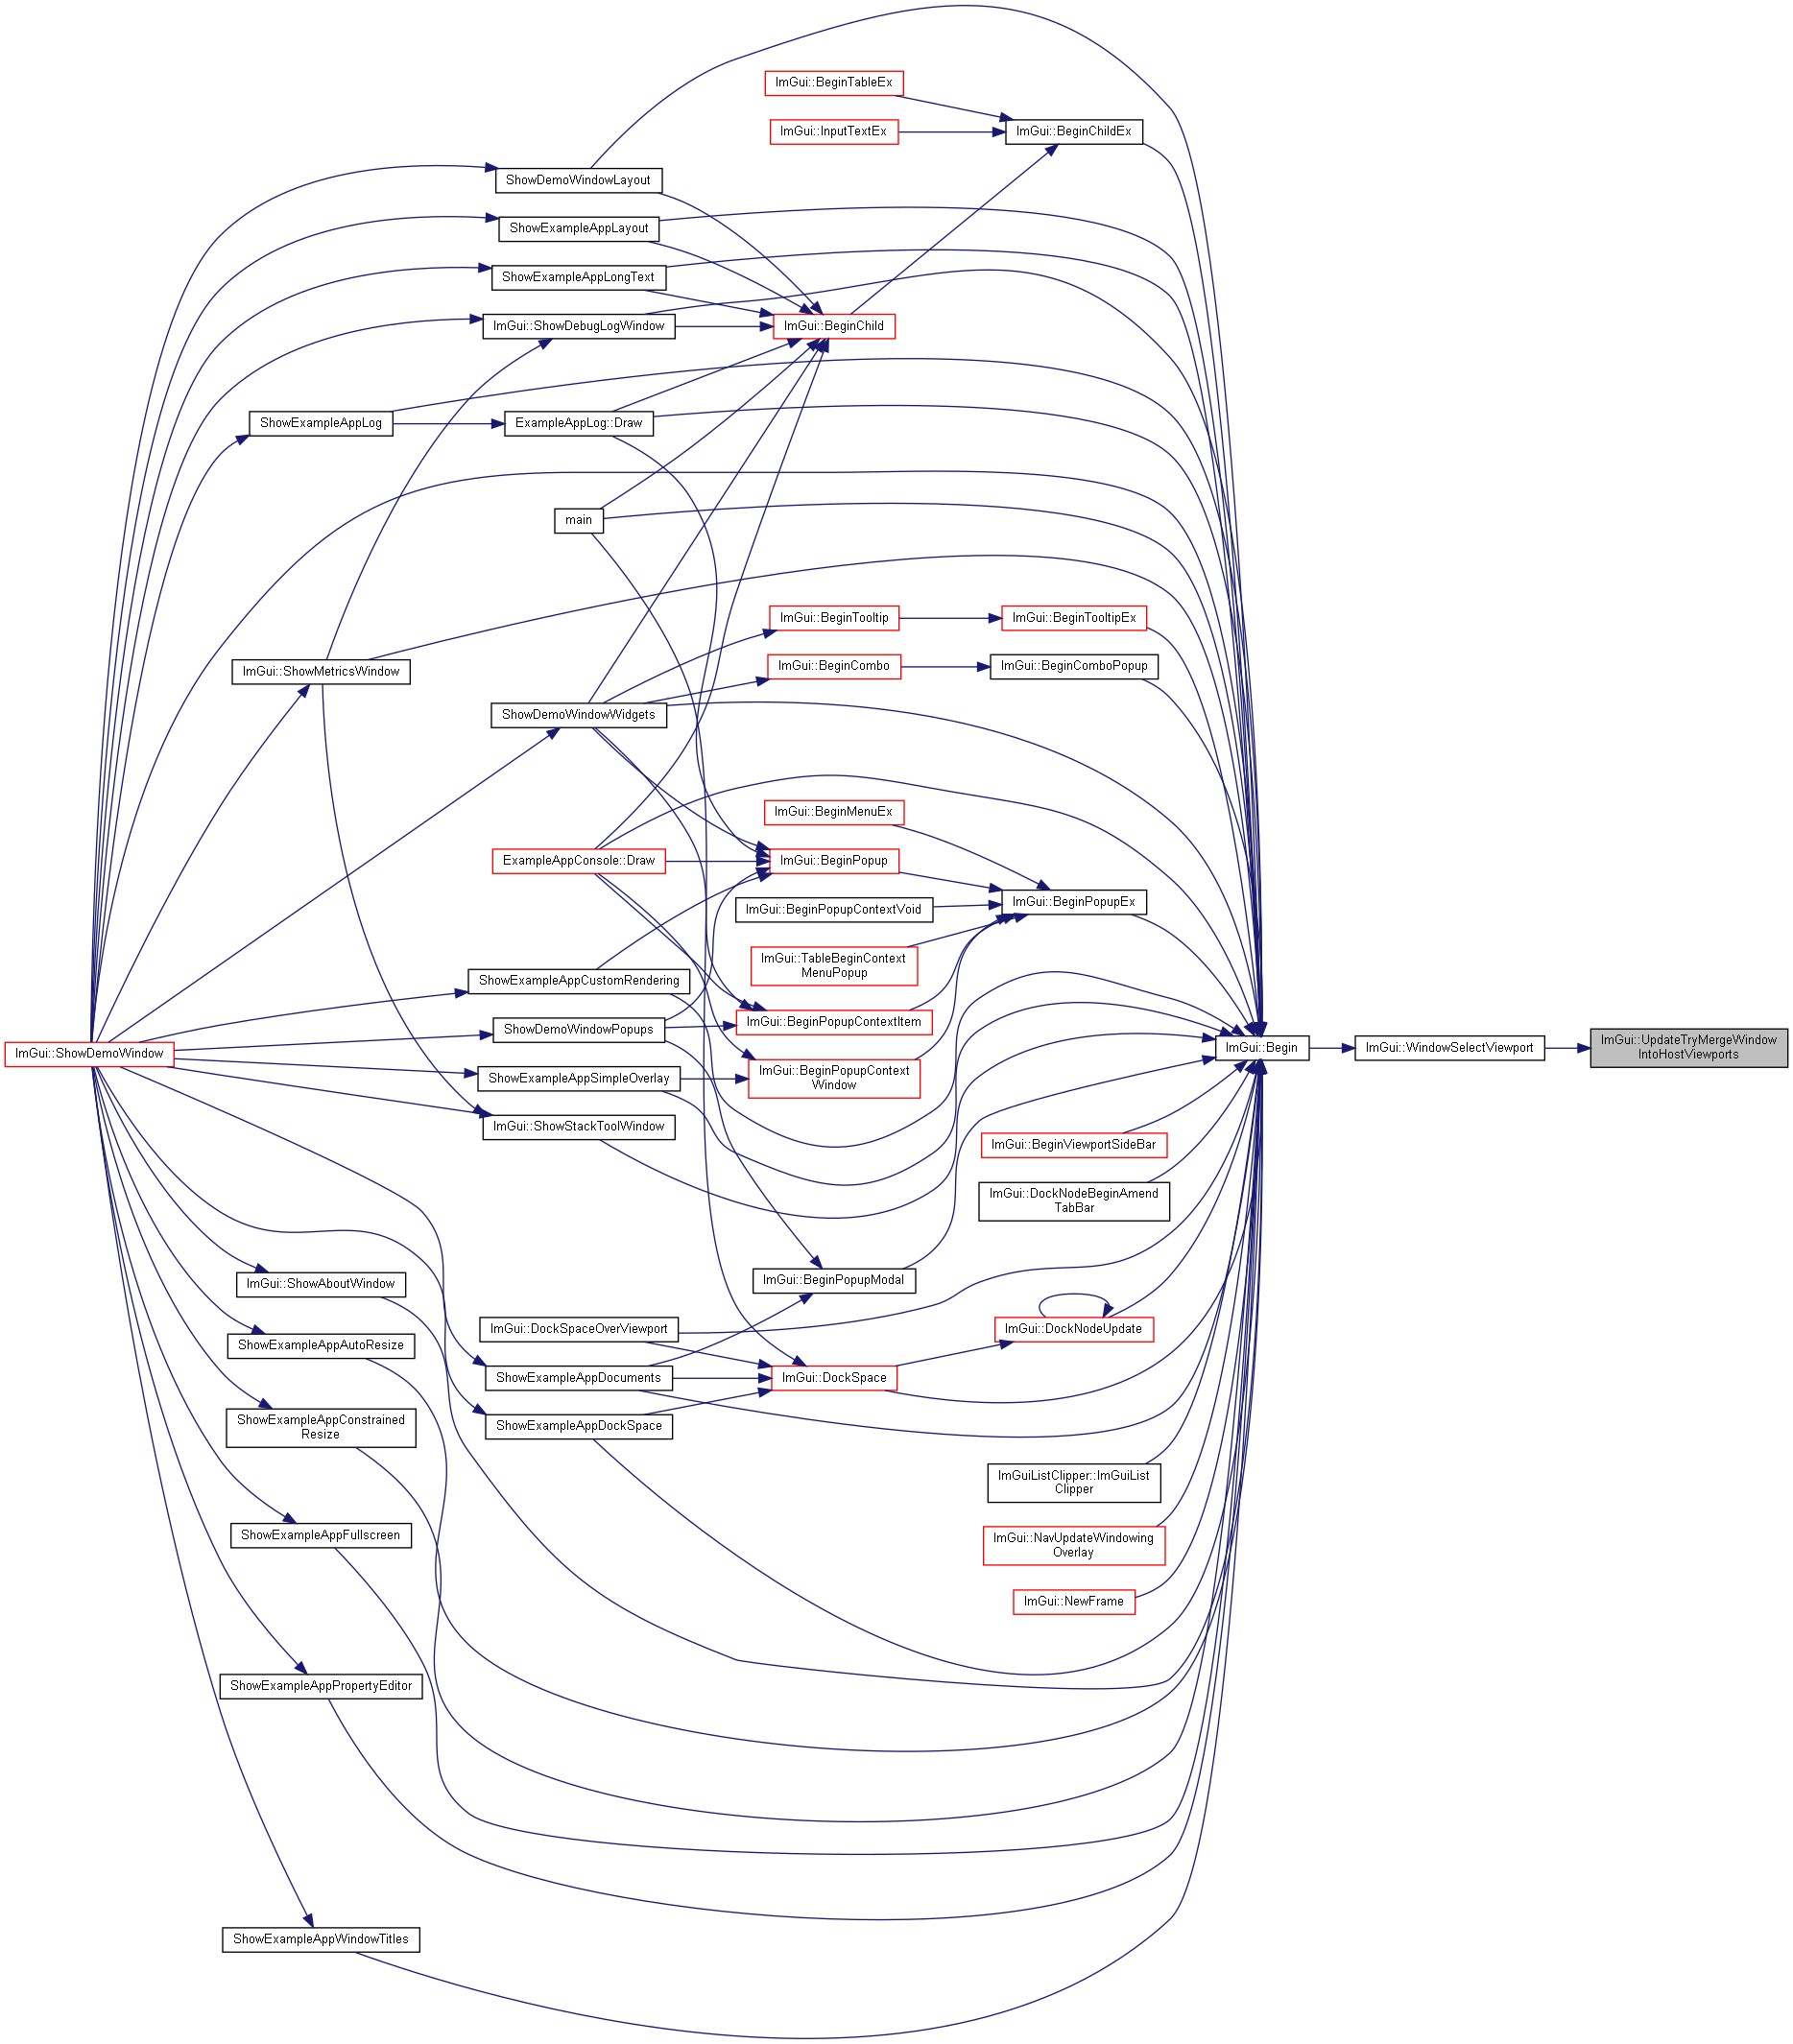 ImGui::BeginTableEx
ImGui::InputTextEx
ImGui::BeginChildEx
ShowDemoWindowLayout
ShowExampleAppLayout
ShowExampleAppLongText
ImGui::ShowDebugLogWindow
ImGui::BeginChild
ShowExampleAppLog
ExampleAppLog::Draw
main
ImGui::BeginTooltip
ImGui::BeginTooltipEx
ImGui::ShowMetricsWindow
ImGui::BeginCombo
ImGui::BeginComboPopup
ShowDemoWindowWidgets
ImGui::BeginMenuEx
ExampleAppConsole::Draw
ImGui::BeginPopup
ImGui::BeginPopupEx
ImGui::BeginPopupContextVoid
ImGui::TableBeginContext
MenuPopup
ShowExampleAppCustomRendering
ImGui::BeginPopupContextItem
ShowDemoWindowPopups
ImGui::ShowDemoWindow
ImGui::Begin
ImGui::WindowSelectViewport
ImGui::UpdateTryMergeWindow
IntoHostViewports
ShowExampleAppSimpleOverlay
ImGui::BeginPopupContext
Window
ImGui::ShowStackToolWindow
ImGui::BeginViewportSideBar
ImGui::DockNodeBeginAmend
TabBar
ImGui::ShowAboutWindow
ImGui::BeginPopupModal
ImGui::DockSpaceOverViewport
ImGui::DockNodeUpdate
ShowExampleAppAutoResize
ShowExampleAppDocuments
ImGui::DockSpace
ShowExampleAppConstrained
Resize
ShowExampleAppDockSpace
ImGuiListClipper::ImGuiList
Clipper
ShowExampleAppFullscreen
ImGui::NavUpdateWindowing
Overlay
ImGui::NewFrame
ShowExampleAppPropertyEditor
ShowExampleAppWindowTitles